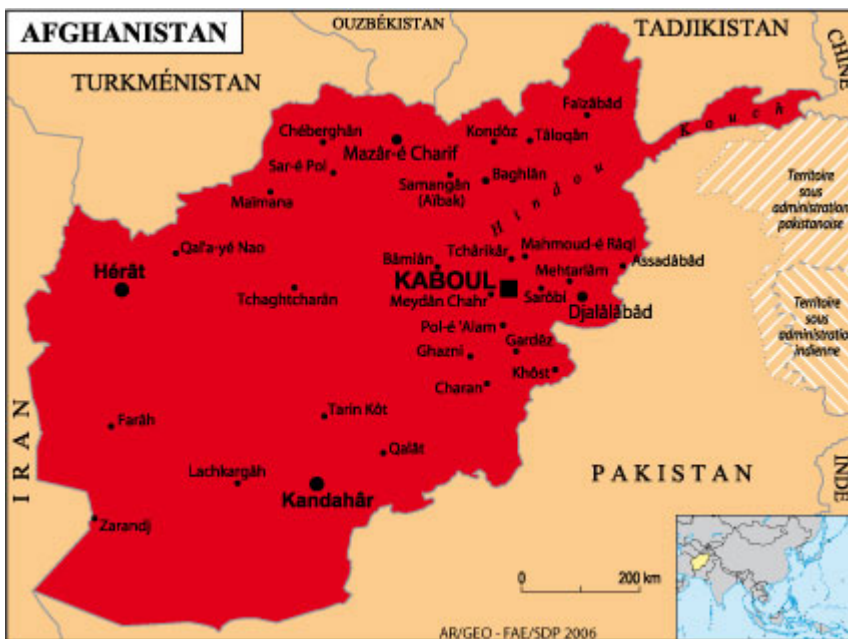 AFGHANISTAN
OUZBÉKISTAN
TADJIKISTAN
CHINE
TURKMÉNISTAN
Faïzâbâd
Chéberghân
Kondôz
Tâloqân
Kouch
Mazâr-é Charif
Sar-é Pol
Samangân
(Aïbak)
Baghlân
Hindou
Maïmana
Territoire
sous
administration
pakistanaise
Qal'a-yé Nao
Tchârikâr
Mahmoud-é Râqi
Bâmiân
Assadâbâd
Hérât
KABOUL
Mehtarlâm
Tchaghtcharân
Meydân Chahr
Sarôbi
Djalâlâbâd
Territoire
sous
administration
indienne
Pol-é 'Alam
Ghazni
Gardêz
Khôst
Charan
Farâh
Tarin Kôt
IRAN
Qalât
Lachkargâh
PAKISTAN
INDE
Kandahâr
Zarandj
0 200 km
AR/GEO - FAE/SDP 2006